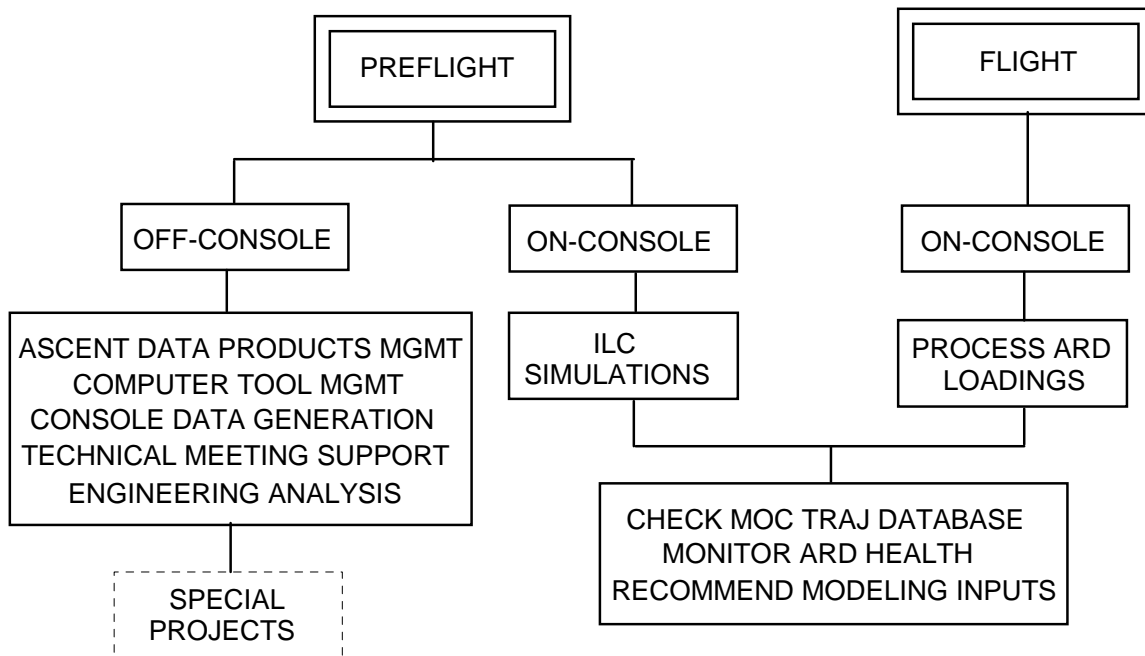 PREFLIGHT
FLIGHT
OFF-CONSOLE
ON-CONSOLE
ON-CONSOLE
ASCENT DATA PRODUCTS MGMT
COMPUTER TOOL MGMT
CONSOLE DATA GENERATION
TECHNICAL MEETING SUPPORT
ENGINEERING ANALYSIS
ILC
SIMULATIONS
PROCESS ARD
LOADINGS
CHECK MOC TRAJ DATABASE
MONITOR ARD HEALTH
RECOMMEND MODELING INPUTS
SPECIAL
PROJECTS